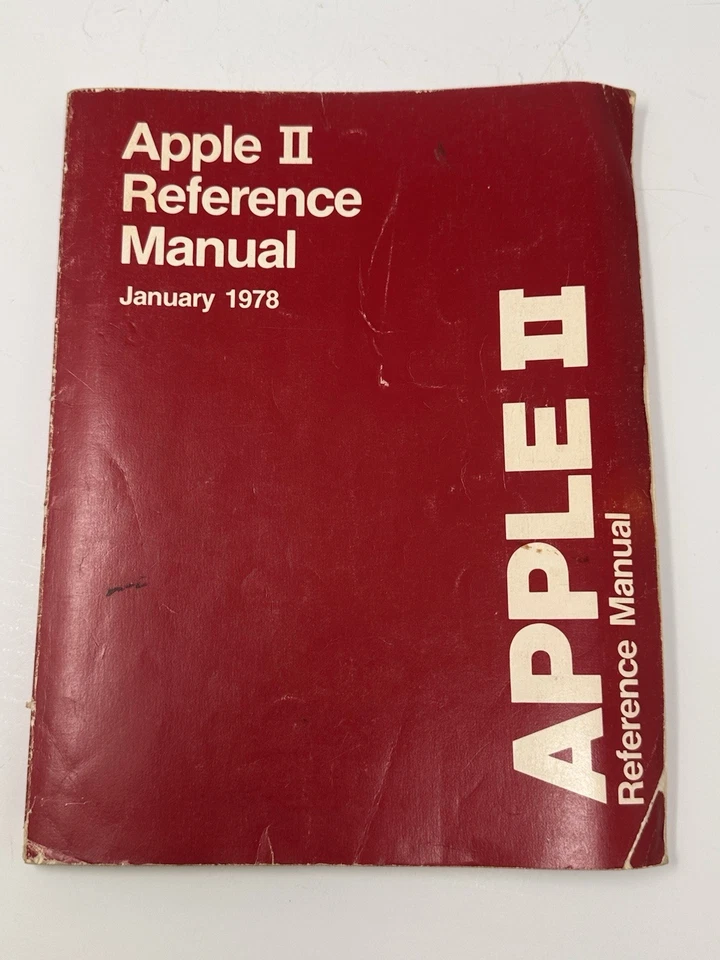 Apple II
Reference
Manual
January 1978
APPLE II
Reference Manual